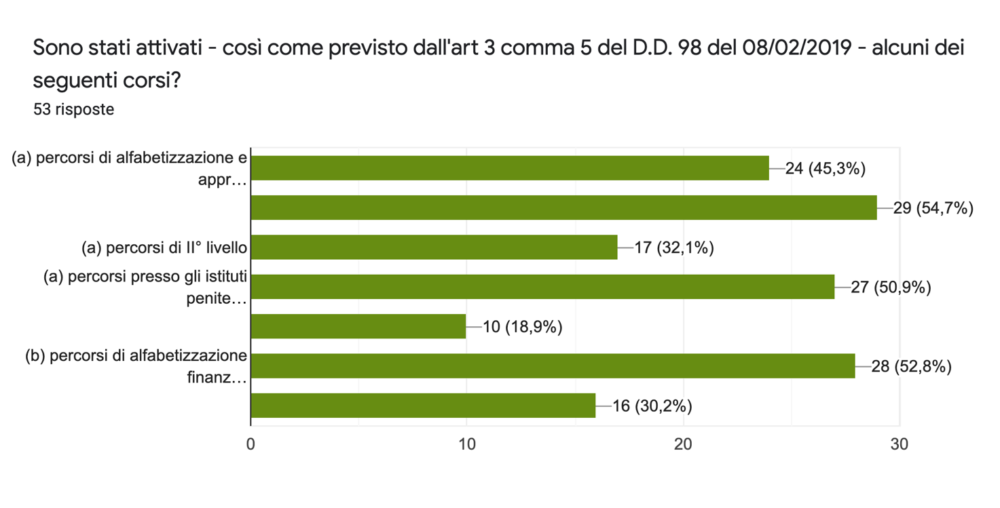 Sono stati attivati - così come previsto dall'art 3 comma 5 del D.D. 98 del 08/02/2019 - alcuni dei
seguenti corsi?
53 risposte
(a) percorsi di alfabetizzazione e
appr…
24 (45,3%)
29 (54,7%)
(a) percorsi di II° livello
17 (32,1%)
(a) percorsi presso gli istituti
penite…
27 (50,9%)
10 (18,9%)
(b) percorsi di alfabetizzazione
finanz…
28 (52,8%)
16 (30,2%)
0
10
20
30